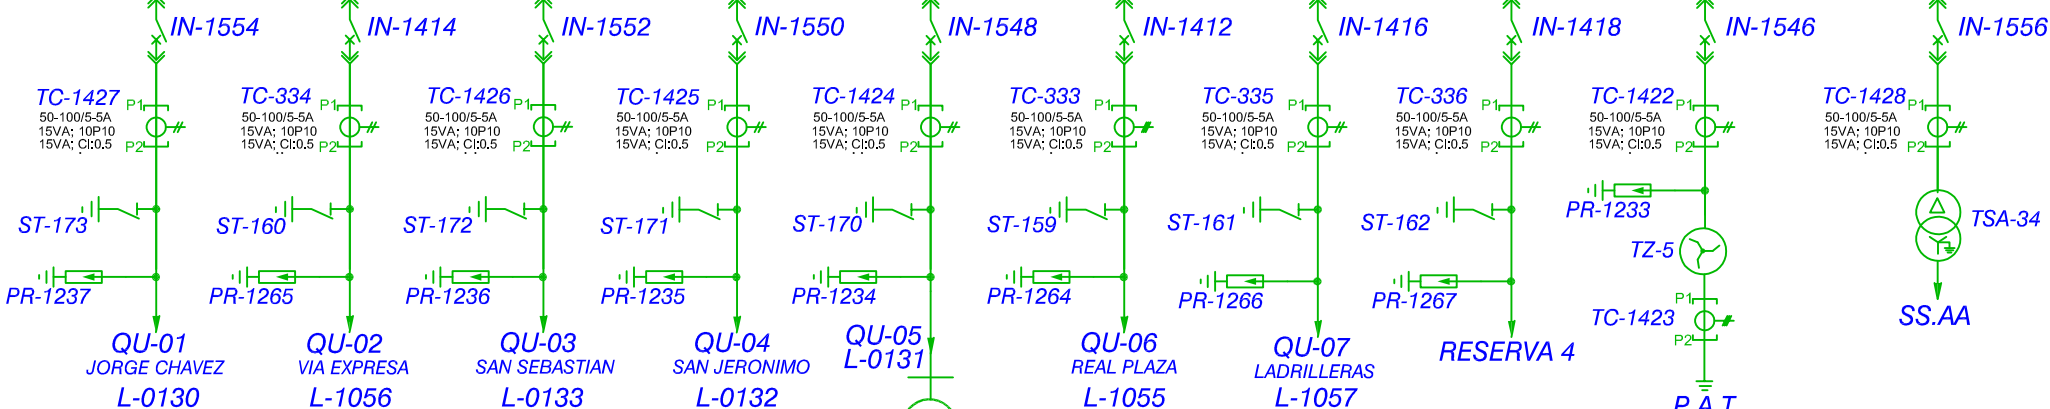 IN-1554 IN-1414 IN-1552 IN-1550 IN-1548 IN-1412 IN-1416 IN-1418 IN-1546 IN-1556
TC-1427 P1 TC-334 P1 TC-1426 P1 TC-1425 P1 TC-1424 P1 TC-333 P1 TC-335 P1 TC-336 P1 TC-1422 P1 TC-1428 P1
50-100/5-5A 50-100/5-5A 50-100/5-5A 50-100/5-5A 50-100/5-5A 50-100/5-5A 50-100/5-5A 50-100/5-5A 50-100/5-5A 50-100/5-5A
15VA; 10P10 15VA; 10P10 15VA; 10P10 15VA; 10P10 15VA; 10P10 15VA; 10P10 15VA; 10P10 15VA; 10P10 15VA; 10P10 15VA; 10P10
15VA; Cl:0.5 P2 15VA; Cl:0.5 P2 15VA; Cl:0.5 P2 15VA; Cl:0.5 P2 15VA; Cl:0.5 P2 15VA; Cl:0.5 P2 15VA; Cl:0.5 P2 15VA; Cl:0.5 P2 15VA; Cl:0.5 P2 15VA; Cl:0.5 P2
PR-1233
ST-173 ST-160 ST-172 ST-171 ST-170 ST-159 ST-161 ST-162 TSA-34
TZ-5
PR-1237 PR-1265 PR-1236 PR-1235 PR-1234 PR-1264 PR-1266 PR-1267 P1
TC-1423 SS.AA
P2
QU-01 QU-02 QU-03 QU-04 QU-05 QU-06 QU-07 RESERVA 4
JORGE CHAVEZ VIA EXPRESA SAN SEBASTIAN SAN JERONIMO L-0131 REAL PLAZA LADRILLERAS
L-0130 L-1056 L-0133 L-0132 L-1055 L-1057 P.A.T